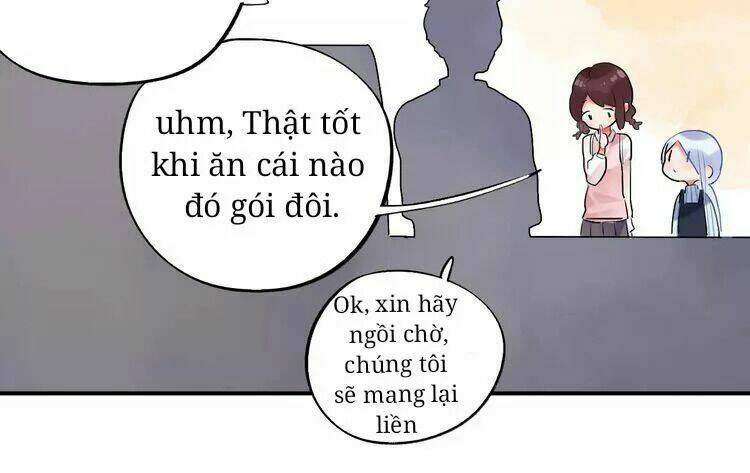 uhm, Thật tốt
khi ăn cái nào
đó gói đôi.
Ok, xin hãy
ngồi chờ,
chúng tôi
sẽ mang lại
liền